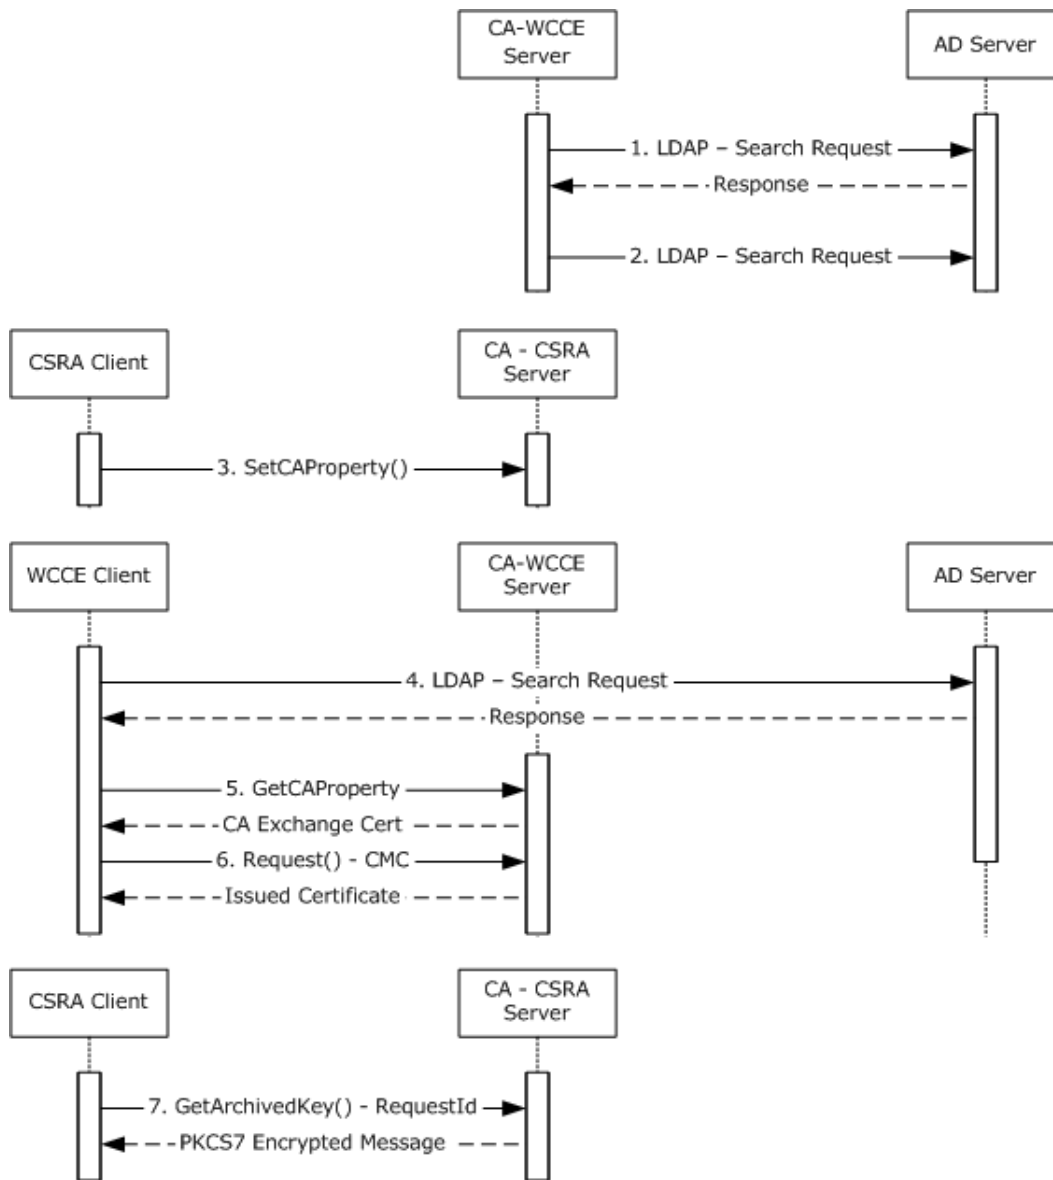 CA-WCCE
Server
AD Server
1. LDAP – Search Request
Response
2. LDAP – Search Request
CSRA Client
CA - CSRA
Server
3. SetCAProperty()
WCCE Client
CA-WCCE
Server
AD Server
4. LDAP – Search Request
Response
5. GetCAProperty
CA Exchange Cert
6. Request() - CMC
Issued Certificate
CSRA Client
CA - CSRA
Server
7. GetArchivedKey() - RequestId
PKCS7 Encrypted Message